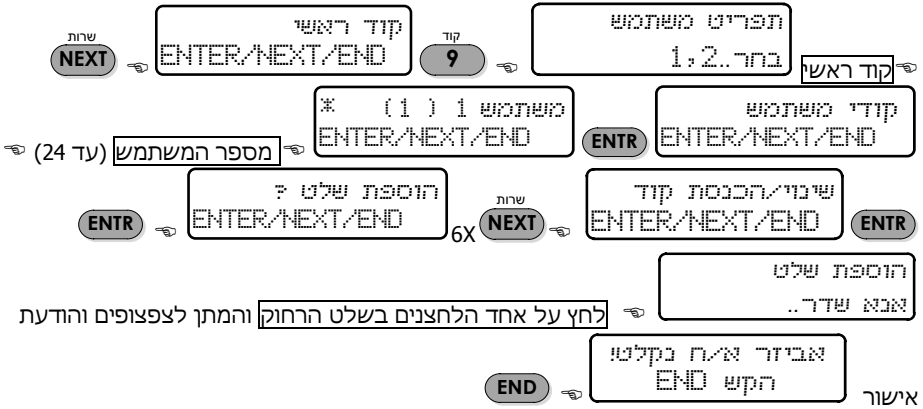 קוד ראשי
תפריט משתמש
בחר..1,2
קוד
9
קוד ראשי
ENTER/NEXT/END
שרות
NEXT
קודי משתמש
ENTER/NEXT/END
ENTR
משתמש 1 ( 1 ) *
ENTER/NEXT/END
מספר המשתמש (עד 24)
ENTR
שינוי/הכנסת קוד
ENTER/NEXT/END
שרות
NEXT
6X
הוספת שלט ?
ENTER/NEXT/END
ENTR
הוספת שלט
אנא שדר..
לחץ על אחד הלחצנים בשלט הרחוק והמתן לצפצופים והודעת
אישור
אביזר א/ח נקלט!
הקש END
END